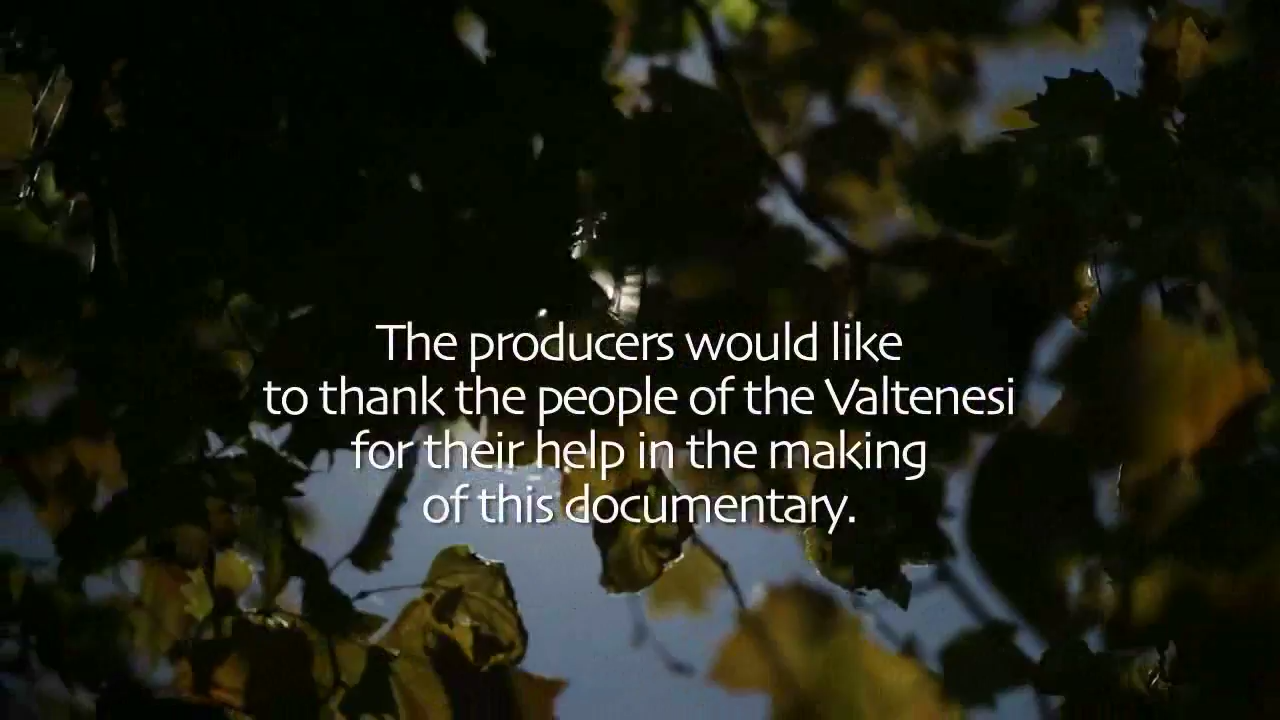 The producers would like
to thank the people of the Valtenesi
for their help in the making
of this documentary.